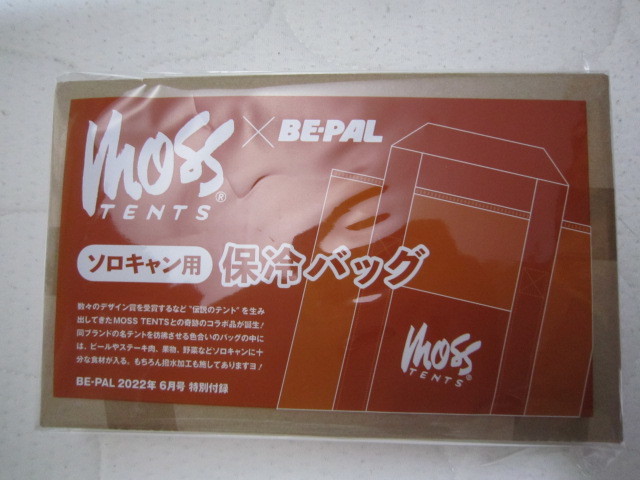 moss × BE-PAL
TENTS®
ソロキャン用 保冷バッグ
数々のデザイン賞を受賞するなど“伝説のテント”を生み
出してきたMOSS TENTSとの奇跡のコラボ品が誕生!
同ブランドの名テントを彷彿させる色合いのバッグの中に
は、ビールやステーキ肉、果物、野菜などソロキャンに十
分な食材が入る。もちろん撥水加工も施してありますヨ!
BE-PAL 2022年 6月号 特別付録
moss
TENTS